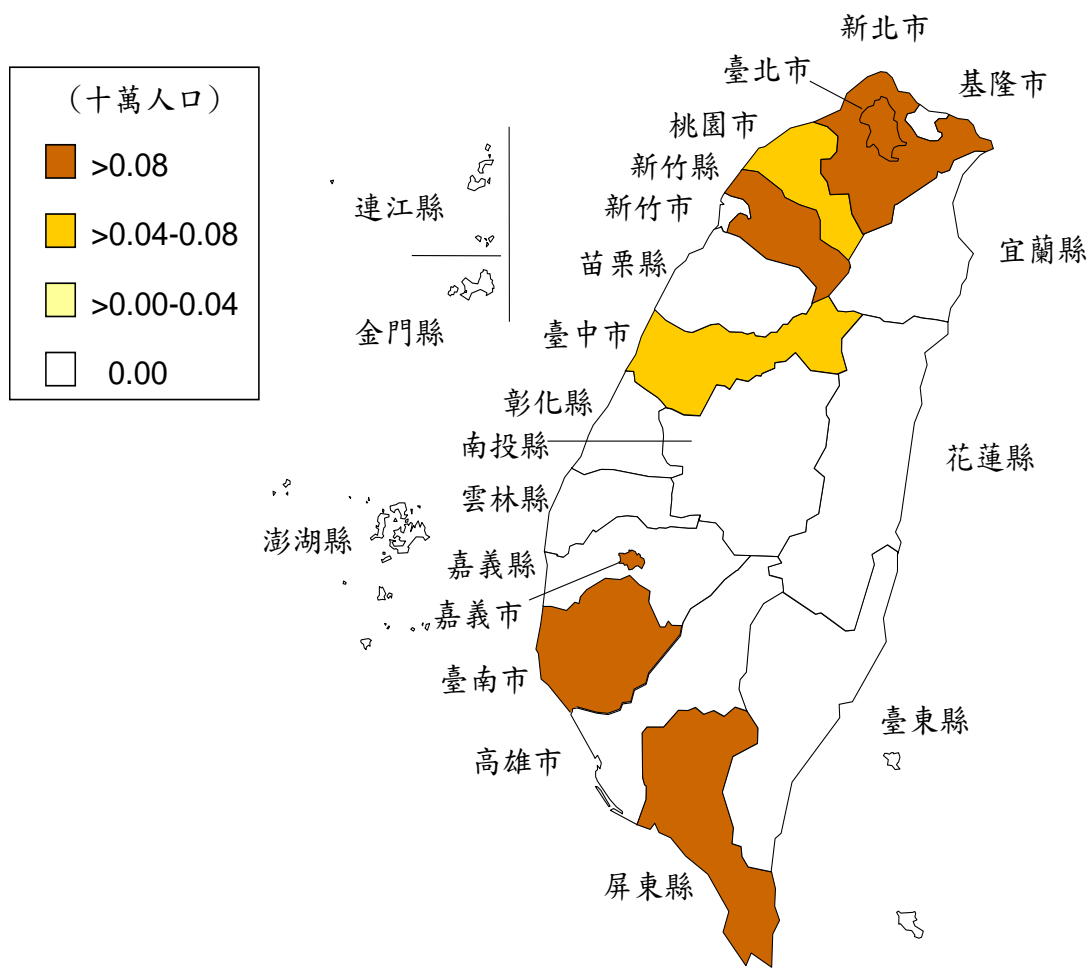 （十萬人口）
>0.08
>0.04-0.08
>0.00-0.04
0.00
新北市
臺北市
基隆市
桃園市
新竹縣
新竹市
連江縣
苗栗縣
宜蘭縣
金門縣
臺中市
彰化縣
南投縣
花蓮縣
雲林縣
澎湖縣
嘉義縣
嘉義市
臺南市
臺東縣
高雄市
屏東縣